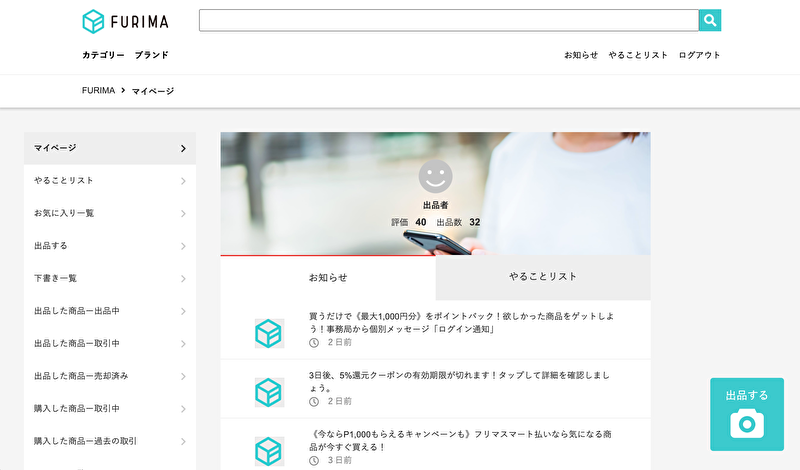 FURIMA
カテゴリー ブランド
お知らせ やることリスト ログアウト
FURIMA > マイページ
マイページ
やることリスト
お気に入り一覧
出品する
下書き一覧
出品した商品ー出品中
出品した商品ー取引中
出品した商品ー売却済み
購入した商品ー取引中
購入した商品ー過去の取引
出品者
評価 40 出品数 32
お知らせ やることリスト
買うだけで《最大1,000円分》をポイントバック！欲しかった商品をゲットしよ
う！事務局から個別メッセージ「ログイン通知」
2 日前
3日後、5%還元クーポンの有効期限が切れます！タップして詳細を確認しまし
ょう。
2 日前
《今ならP1,000もらえるキャンペーンも》フリマスマート払いなら気になる商
品が今すぐ買える！
3 日前
出品する